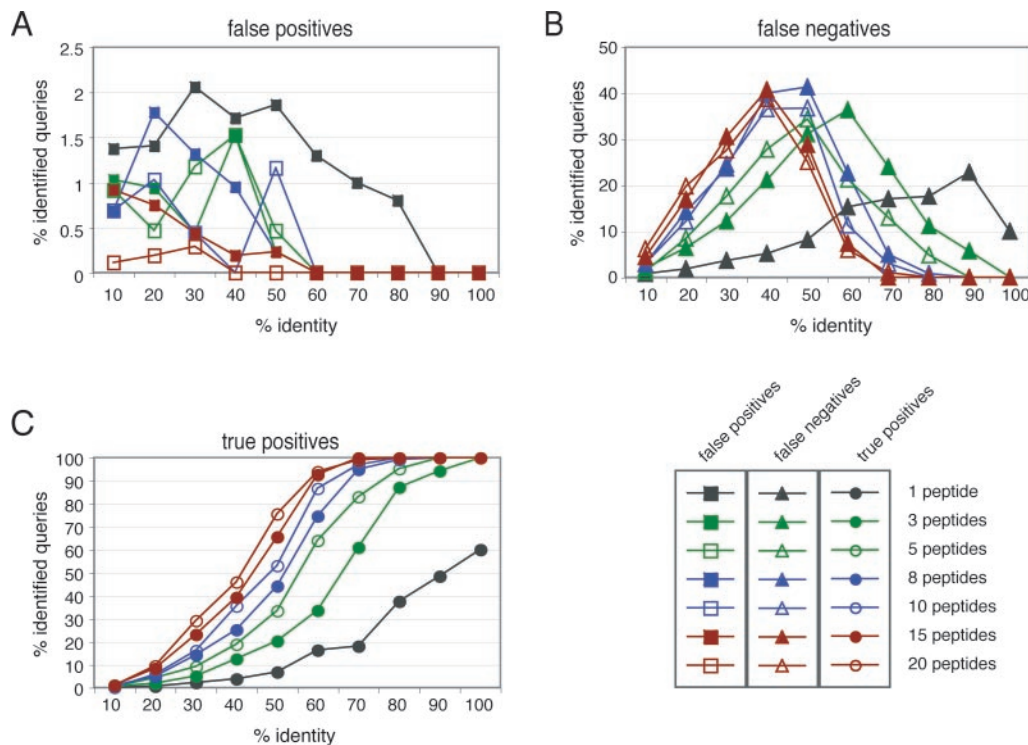 A
false positives
% identified queries
2.5
2
1.5
1
0.5
0
10 20 30 40 50 60 70 80 90 100
% identity
B
false negatives
% identified queries
50
40
30
20
10
0
10 20 30 40 50 60 70 80 90 100
% identity
C
true positives
% identified queries
100
90
80
70
60
50
40
30
20
10
0
10 20 30 40 50 60 70 80 90 100
% identity
false positives
false negatives
true positives
1 peptide
3 peptides
5 peptides
8 peptides
10 peptides
15 peptides
20 peptides